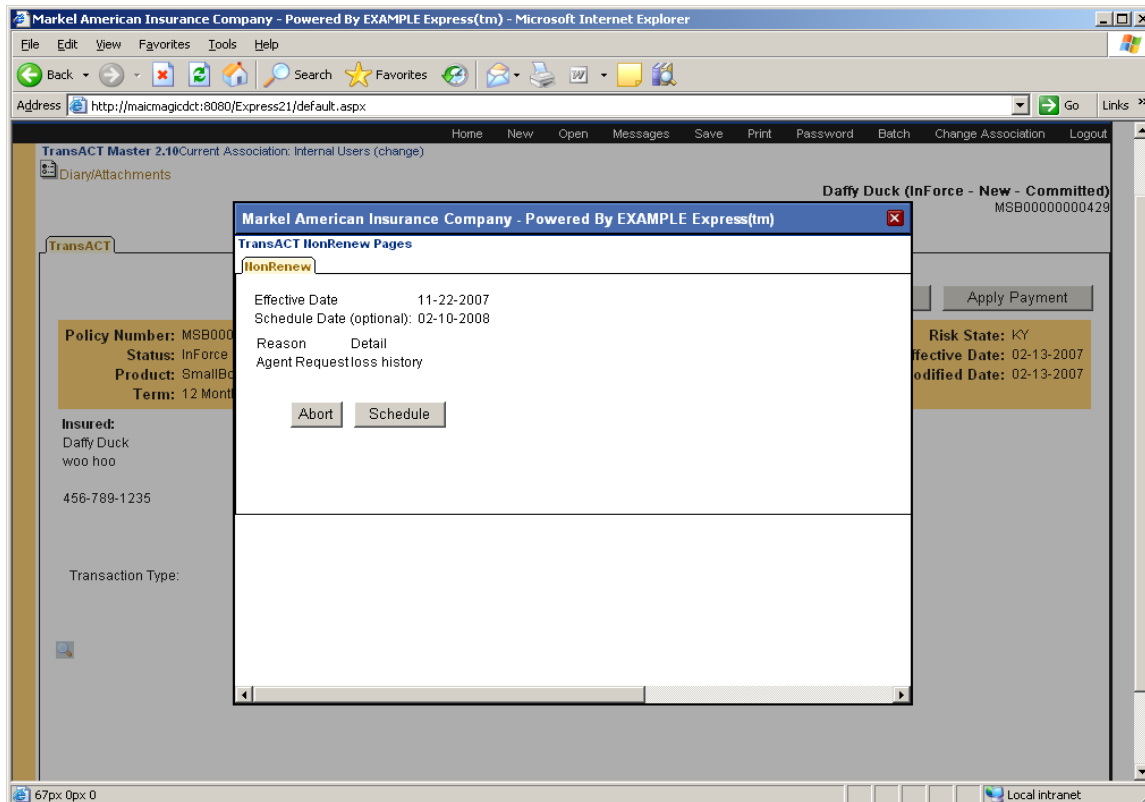 Markel American Insurance Company - Powered By EXAMPLE Express(tm) - Microsoft Internet Explorer
File Edit View Favorites Tools Help
Back Search Favorites
Address http://maicmagicdct:8080/Express21/default.aspx Go Links »
Home New Open Messages Save Print Password Batch Change Association Logout
TransACT Master 2.10Current Association: Internal Users (change)
Diary/Attachments
Daffy Duck (InForce - New - Committed)
MSB00000000429
TransACT
Apply Payment
Policy Number: MSB000
Status: InForce
Product: SmallBo
Term: 12 Mont
Risk State: KY
ffective Date: 02-13-2007
odified Date: 02-13-2007
Insured:
Daffy Duck
woo hoo
456-789-1235
Transaction Type:
Markel American Insurance Company - Powered By EXAMPLE Express(tm)
TransACT NonRenew Pages
NonRenew
Effective Date 11-22-2007
Schedule Date (optional): 02-10-2008
Reason Detail
Agent Request loss history
Abort Schedule
67px 0px 0 Local intranet